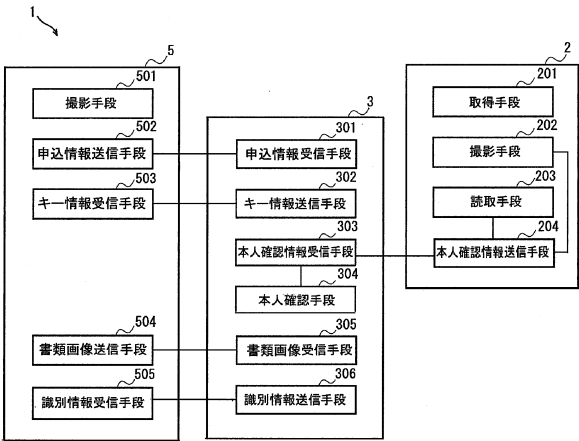 1
5
501
撮影手段
502
申込情報送信手段
503
キー情報受信手段
504
書類画像送信手段
505
識別情報受信手段
3
301
申込情報受信手段
302
キー情報送信手段
303
本人確認情報受信手段
304
本人確認手段
305
書類画像受信手段
306
識別情報送信手段
2
201
取得手段
202
撮影手段
203
読取手段
204
本人確認情報送信手段